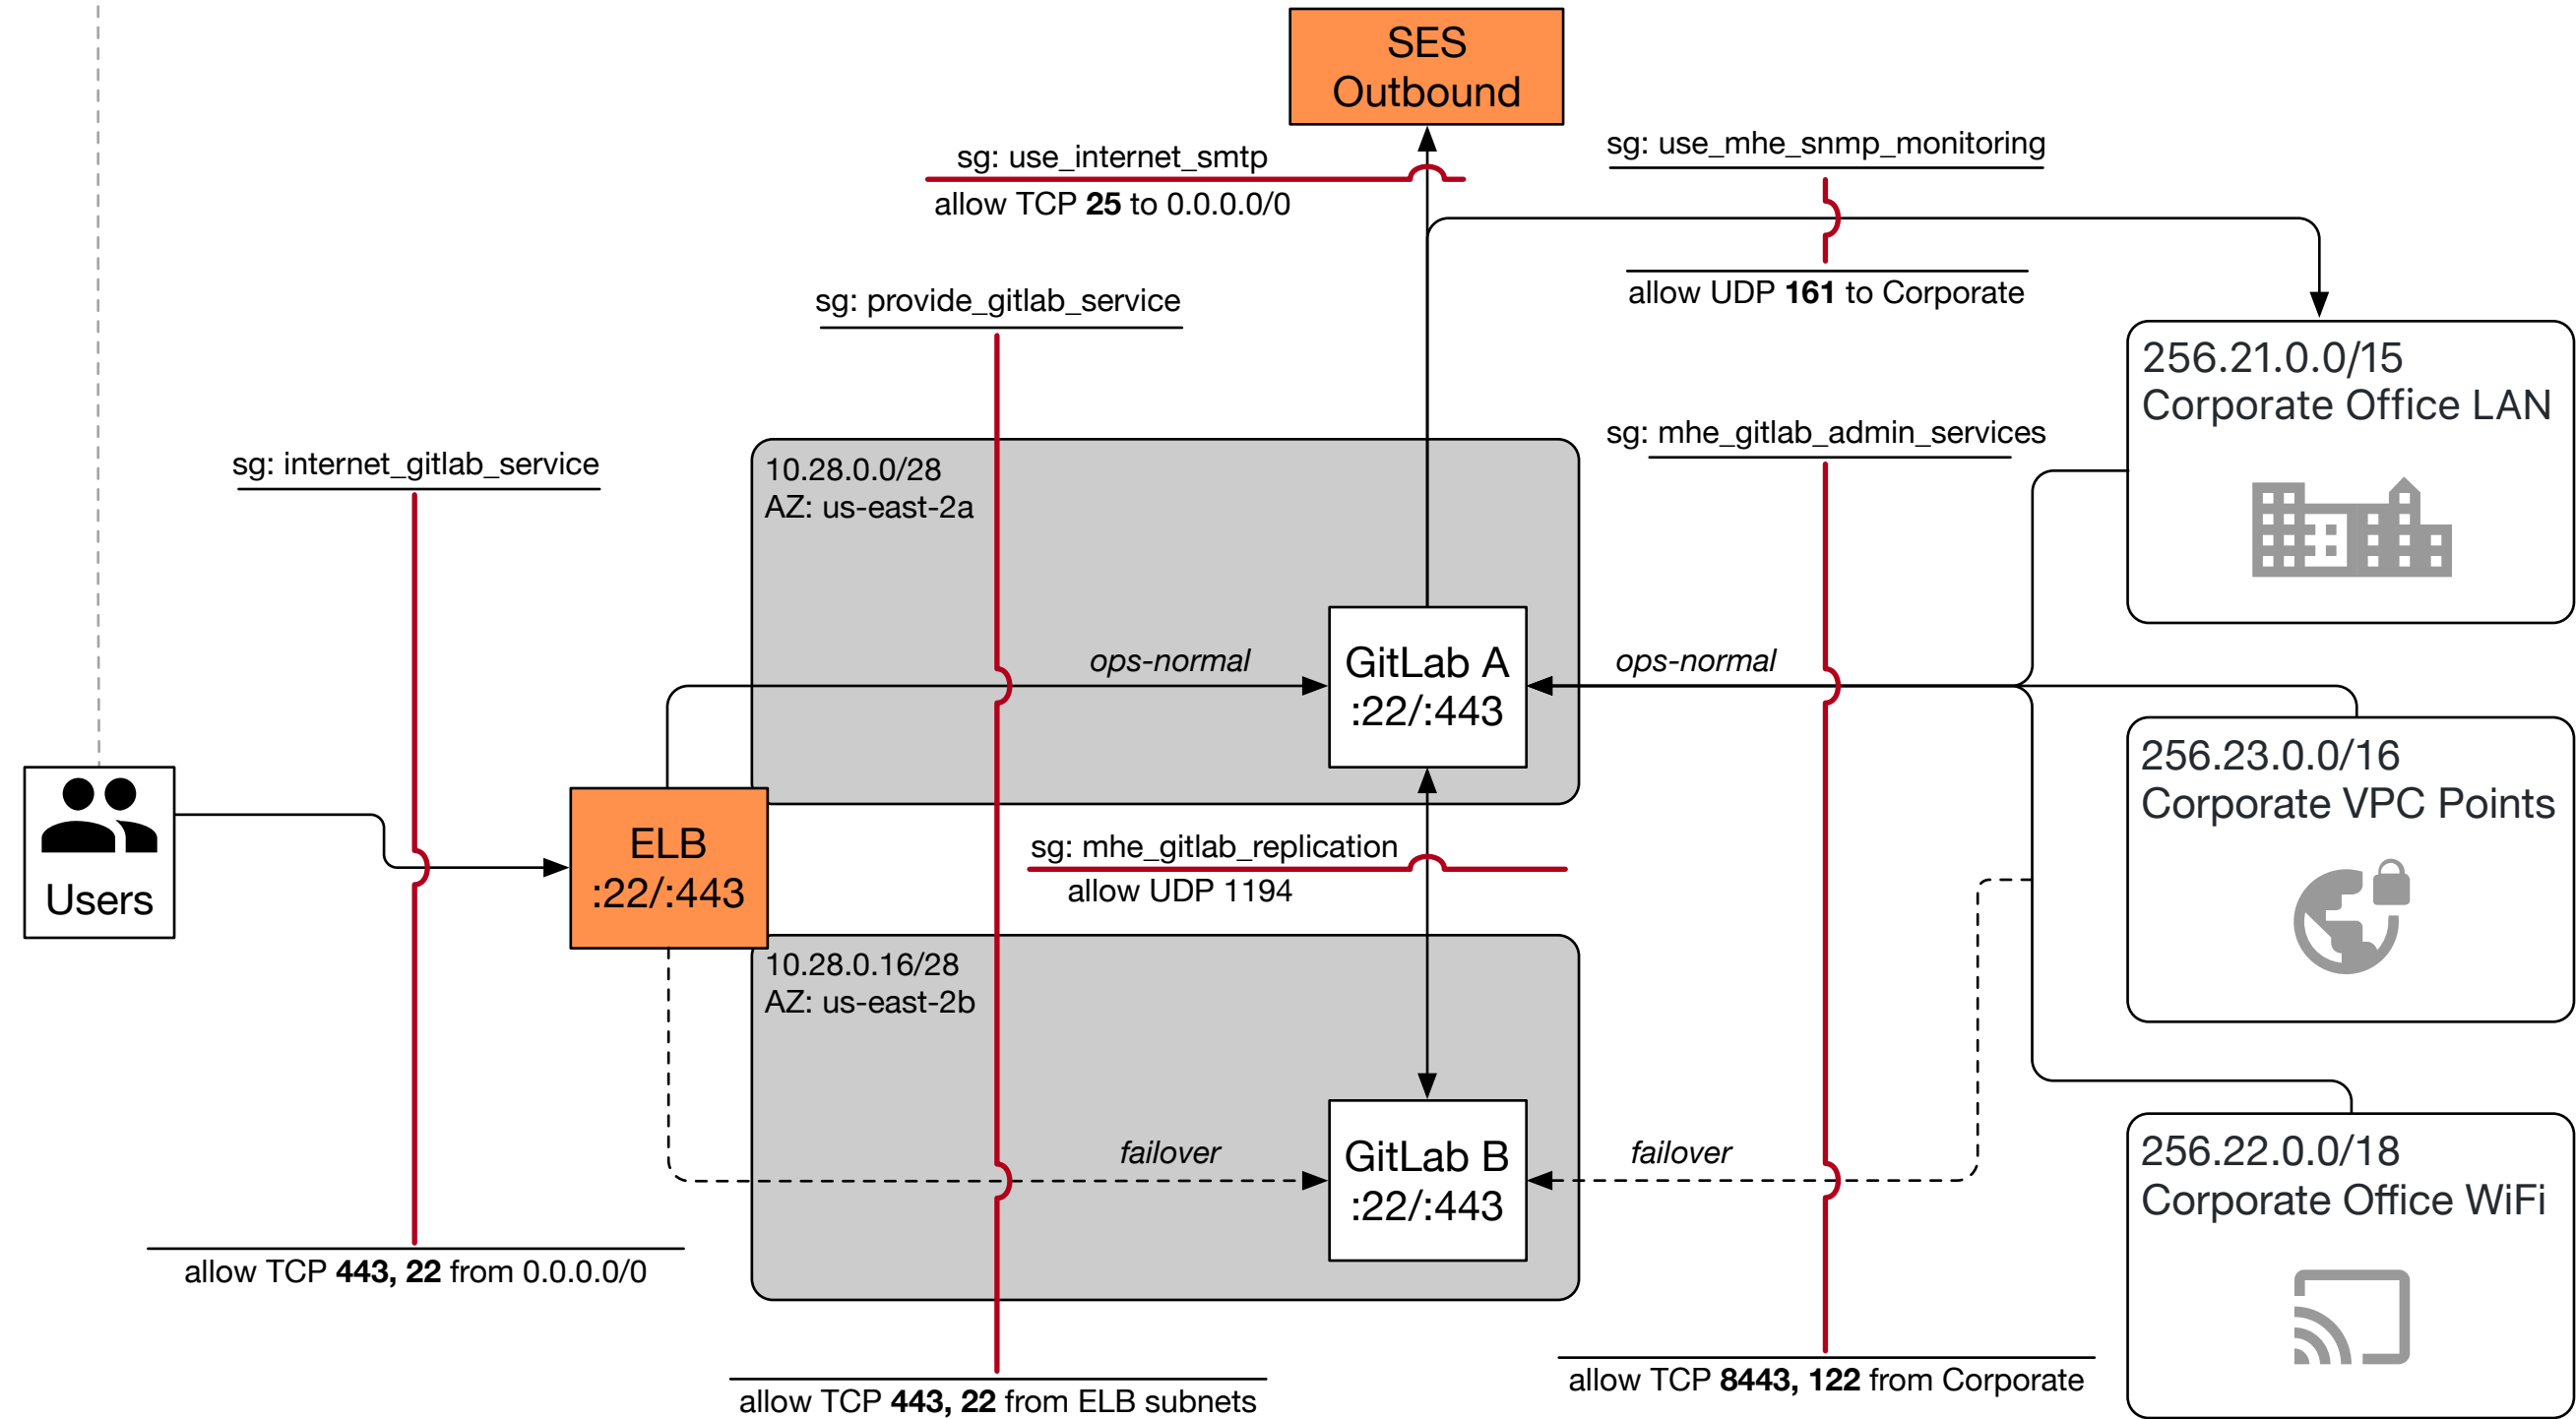 SES
Outbound
sg: use_internet_smtp
allow TCP 25 to 0.0.0.0/0
sg: use_mhe_snmp_monitoring
allow UDP 161 to Corporate
sg: provide_gitlab_service
256.21.0.0/15
Corporate Office LAN
sg: mhe_gitlab_admin_services
sg: internet_gitlab_service
10.28.0.0/28
AZ: us-east-2a
ops-normal
GitLab A
:22/:443
ops-normal
256.23.0.0/16
Corporate VPC Points
Users
ELB
:22/:443
sg: mhe_gitlab_replication
allow UDP 1194
10.28.0.16/28
AZ: us-east-2b
failover
GitLab B
:22/:443
failover
256.22.0.0/18
Corporate Office WiFi
allow TCP 443, 22 from 0.0.0.0/0
allow TCP 443, 22 from ELB subnets
allow TCP 8443, 122 from Corporate